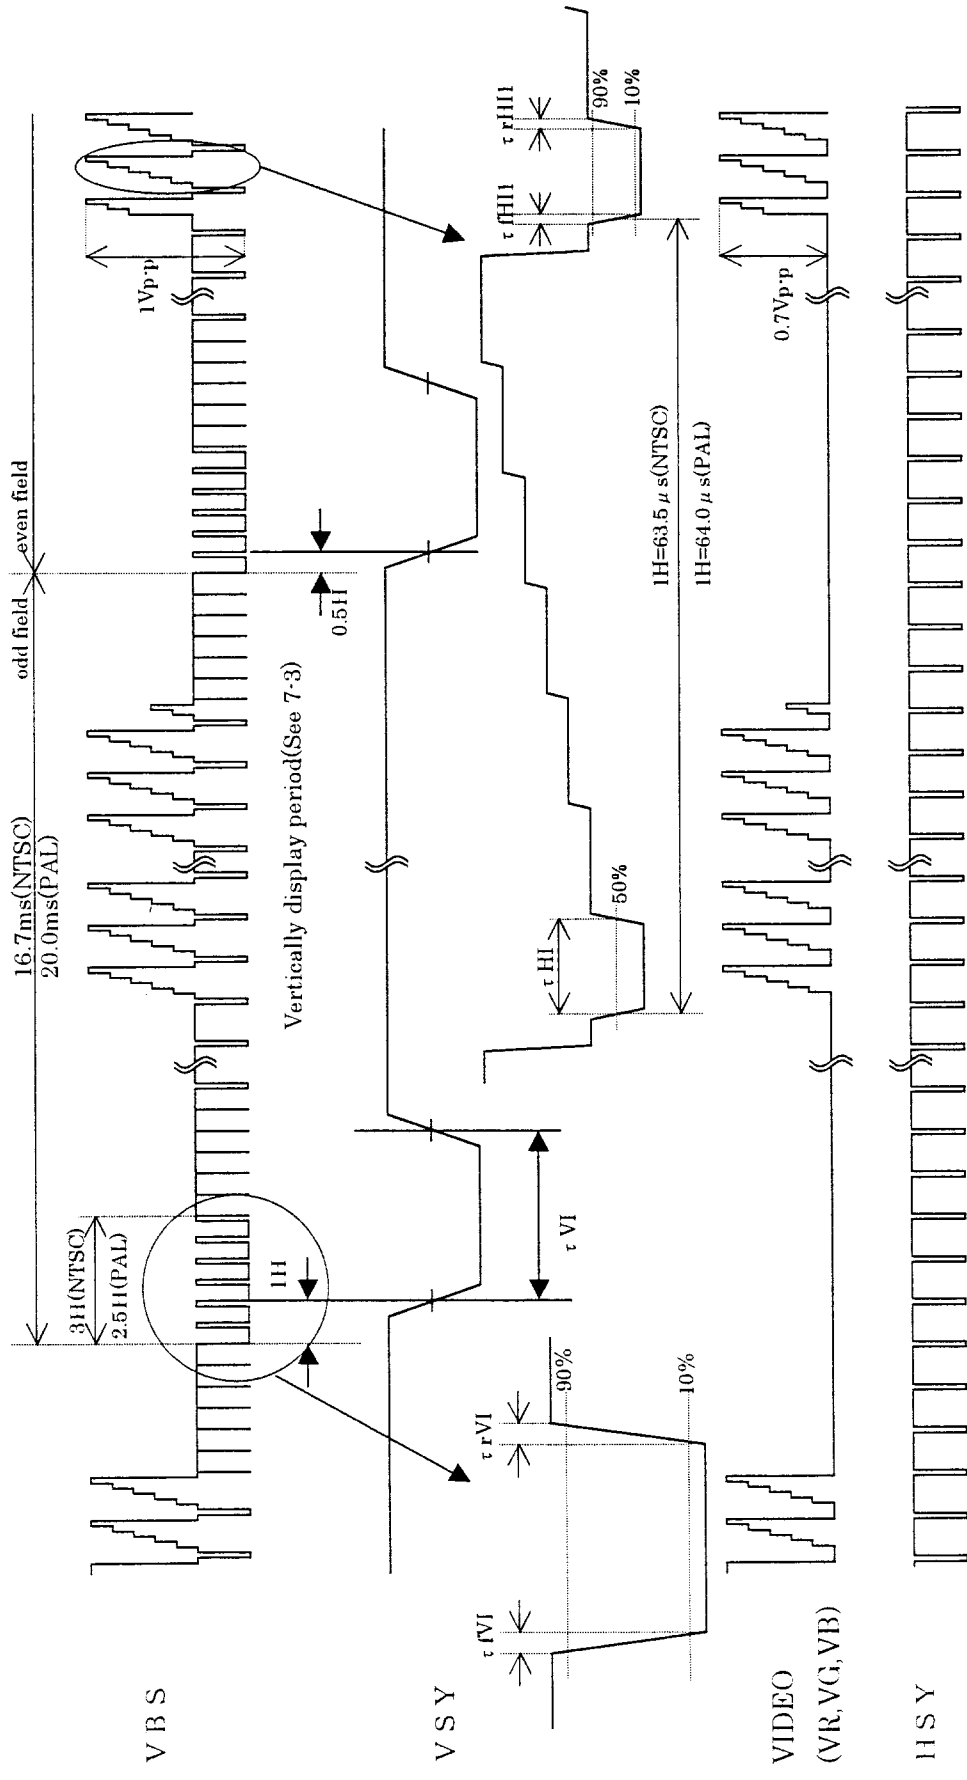 16.7ms(NTSC)
20.0ms(PAL)
odd field
even field
3H(NTSC)
2.5H(PAL)
VBS
1Vp-p
1H
0.5H
Vertically display period(See 7-3)
VSY
τ VI
τ fVI
τ rVI
90%
10%
τ HI
50%
τ fHI1
τ rHI1
90%
10%
1H=63.5 μ s(NTSC)
1H=64.0 μ s(PAL)
VIDEO
(VR,VG,VB)
0.7Vp-p
HSY